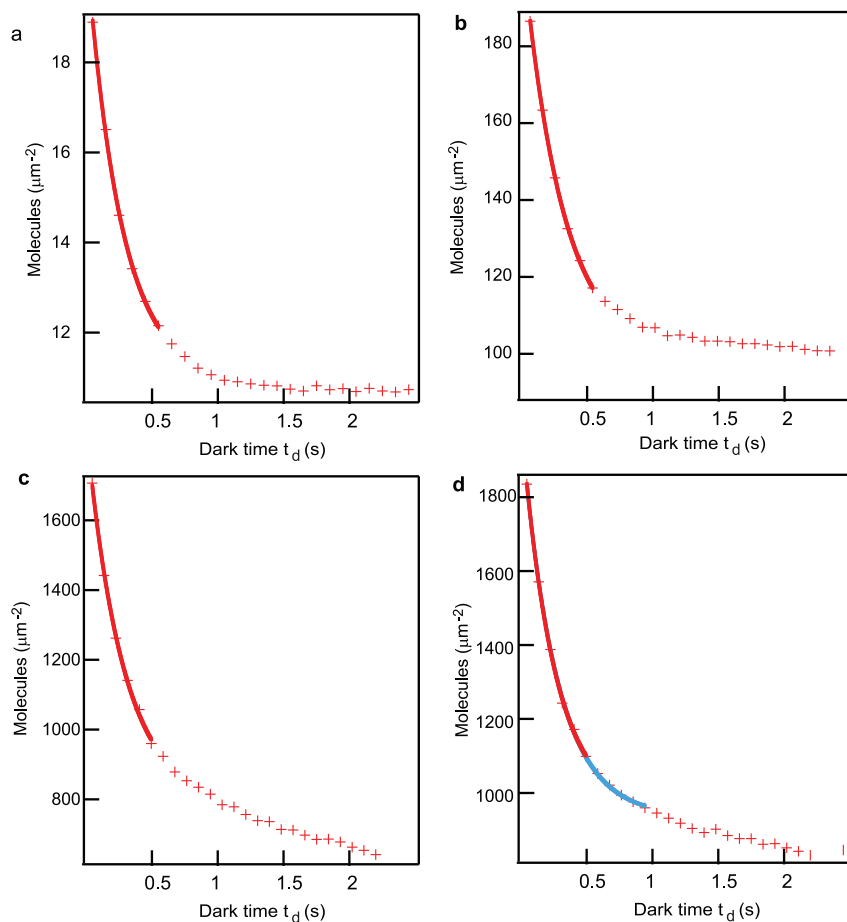 a
18
16
14
12
Molecules (μm-2)
0.5
1
1.5
2
Dark time t d (s)
b
180
160
140
120
100
Molecules (μm-2)
0.5
1
1.5
2
Dark time t d (s)
c
1600
1400
1200
1000
800
Molecules (μm-2)
0.5
1
1.5
2
Dark time t d (s)
d
1800
1600
1400
1200
1000
Molecules (μm-2)
0.5
1
1.5
2
Dark time t d (s)